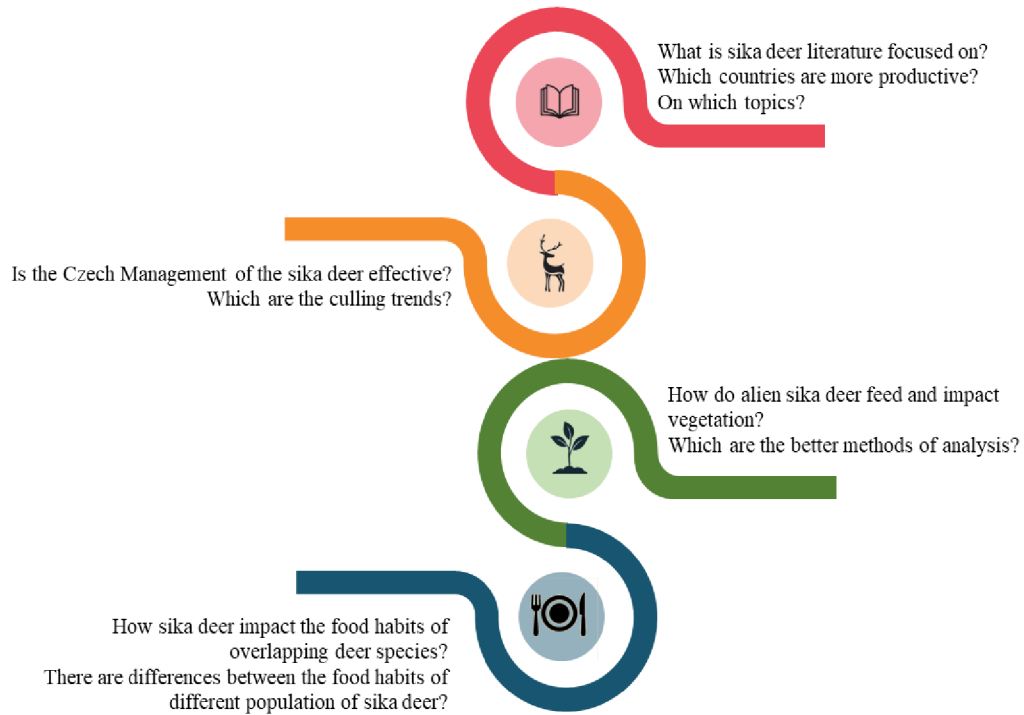 What is sika deer literature focused on?
Which countries are more productive?
On which topics?
Is the Czech Management of the sika deer effective?
Which are the culling trends?
How do alien sika deer feed and impact
vegetation?
Which are the better methods of analysis?
How sika deer impact the food habits of
overlapping deer species?
There are differences between the food habits of
different population of sika deer?